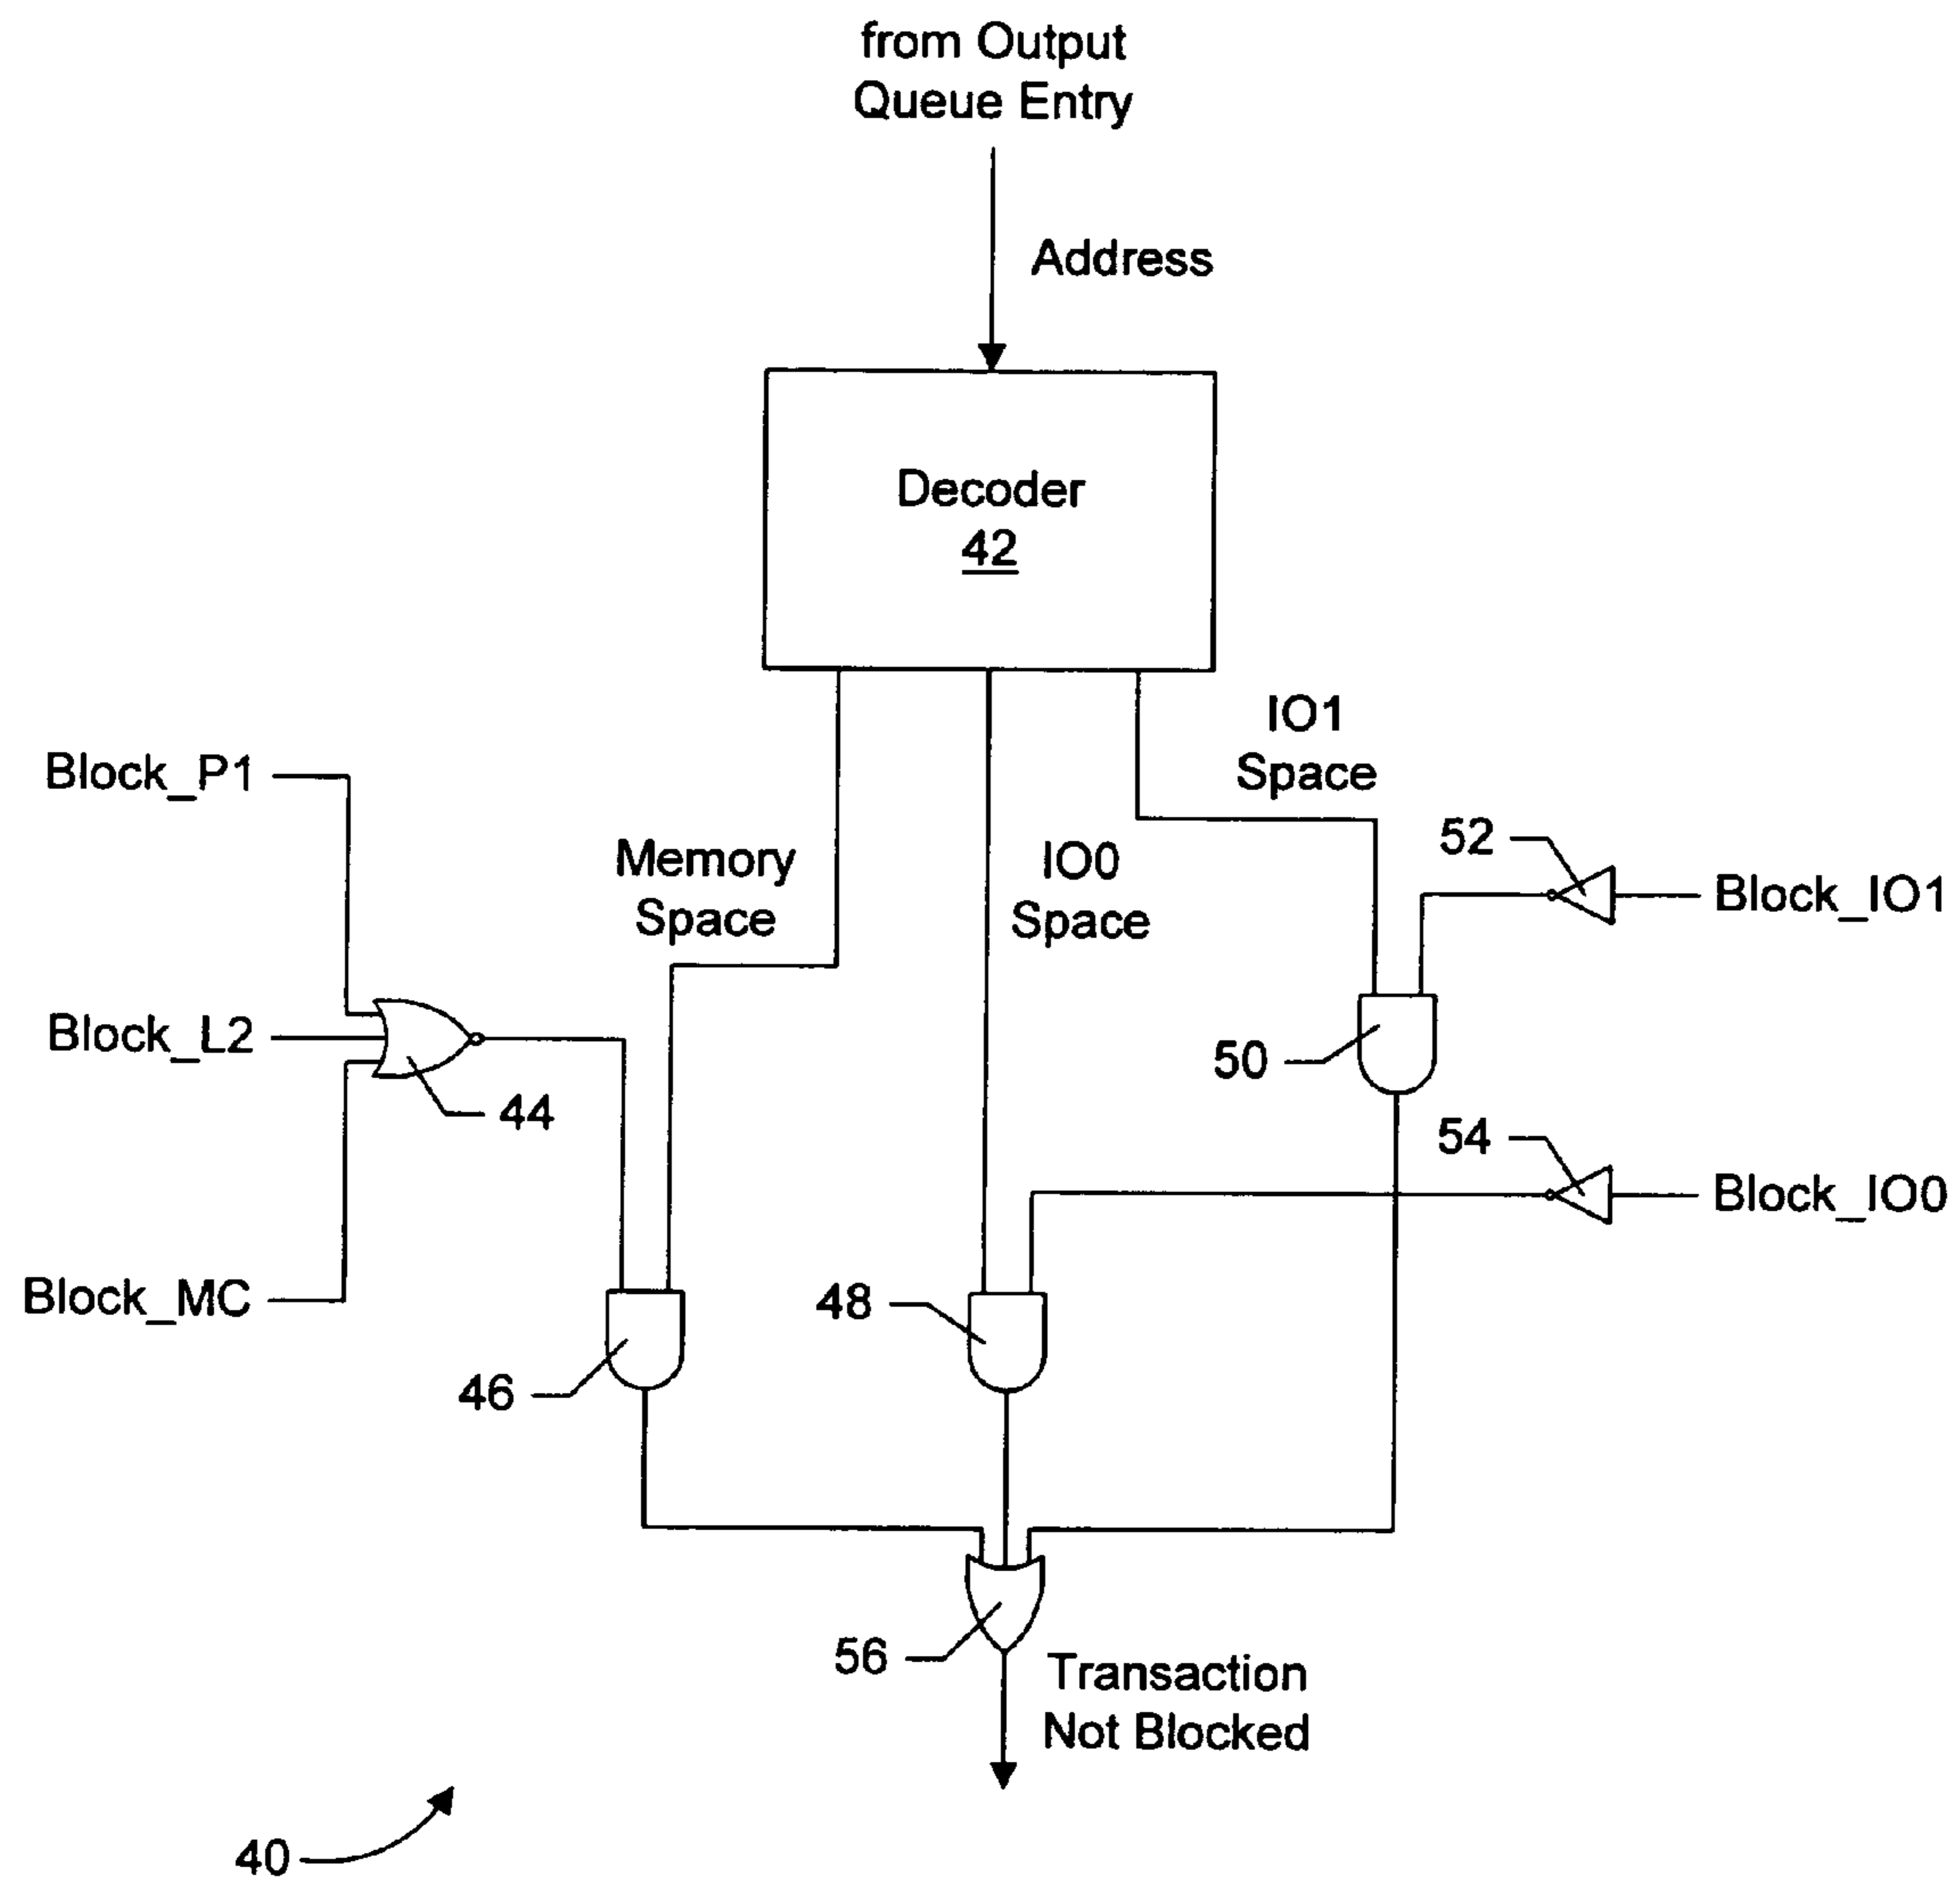 from Output
Queue Entry
Address
Decoder
42
IO1
Space
Block_P1
Memory
Space
IO0
Space
52
Block_IO1
Block_L2
44
50
54
Block_IO0
Block_MC
48
46
56
Transaction
Not Blocked
40